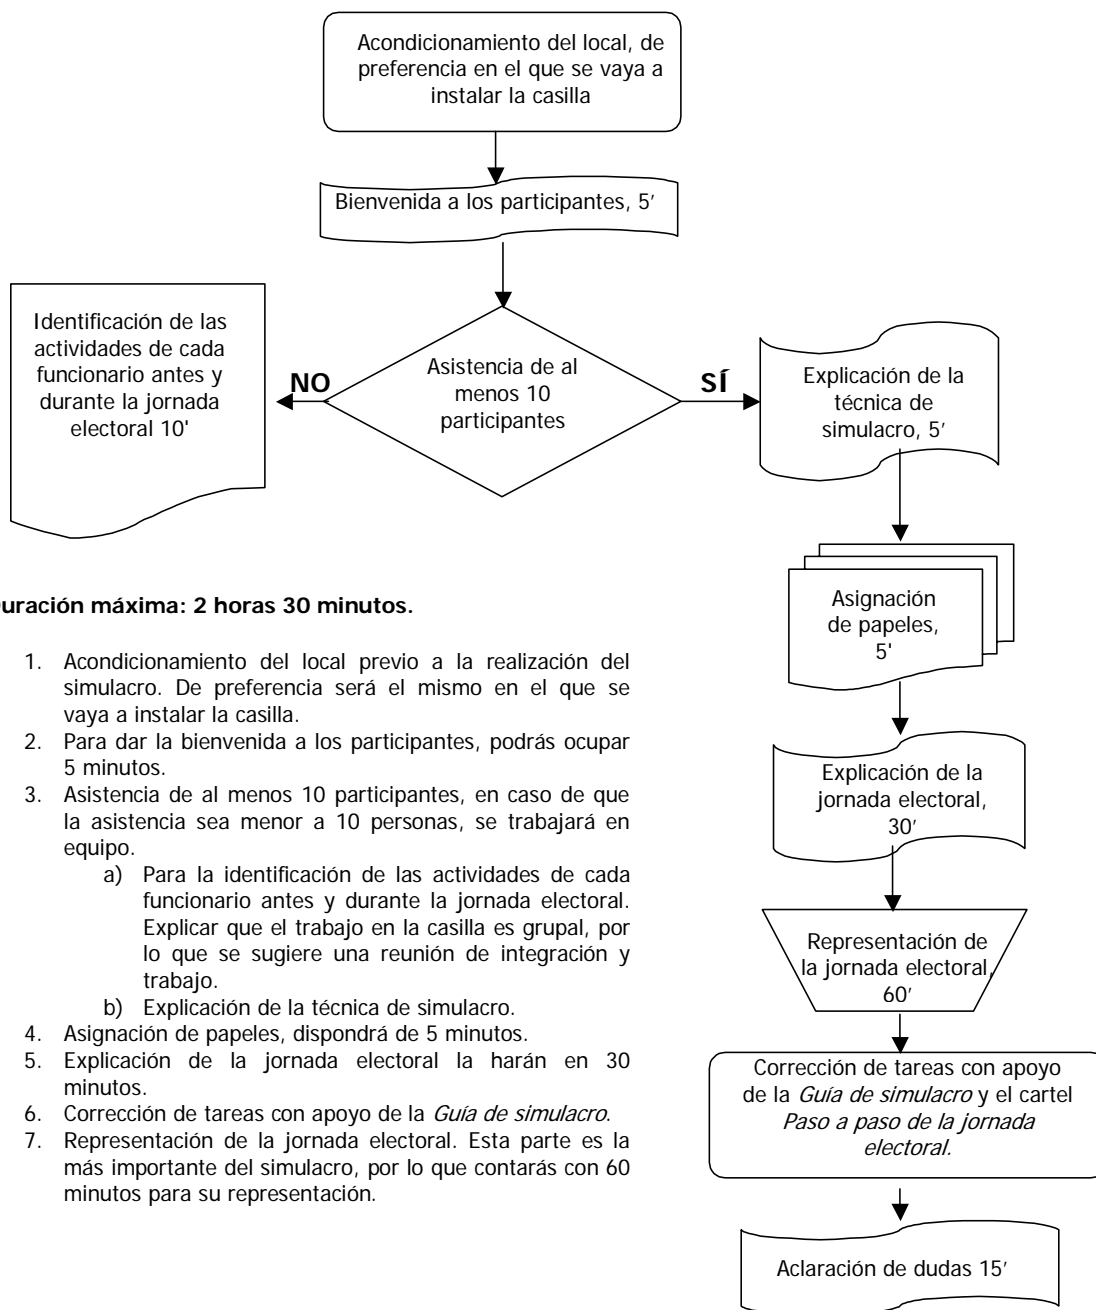 Acondicionamiento del local, de
preferencia en el que se vaya a
instalar la casilla
Bienvenida a los participantes, 5′
Identificación de las
actividades de cada
funcionario antes y
durante la jornada
electoral 10'
NO
Asistencia de al
menos 10
participantes
SÍ
Explicación de la
técnica de
simulacro, 5′
Asignación
de papeles,
5'
Explicación de la
jornada electoral,
30′
Representación de
la jornada electoral,
60′
Corrección de tareas con apoyo
de la Guía de simulacro y el cartel
Paso a paso de la jornada
electoral.
Aclaración de dudas 15′
uración máxima: 2 horas 30 minutos.
1. Acondicionamiento del local previo a la realización del
simulacro. De preferencia será el mismo en el que se
vaya a instalar la casilla.
2. Para dar la bienvenida a los participantes, podrás ocupar
5 minutos.
3. Asistencia de al menos 10 participantes, en caso de que
la asistencia sea menor a 10 personas, se trabajará en
equipo.
a) Para la identificación de las actividades de cada
funcionario antes y durante la jornada electoral.
Explicar que el trabajo en la casilla es grupal, por
lo que se sugiere una reunión de integración y
trabajo.
b) Explicación de la técnica de simulacro.
4. Asignación de papeles, dispondrá de 5 minutos.
5. Explicación de la jornada electoral la harán en 30
minutos.
6. Corrección de tareas con apoyo de la Guía de simulacro.
7. Representación de la jornada electoral. Esta parte es la
más importante del simulacro, por lo que contarás con 60
minutos para su representación.